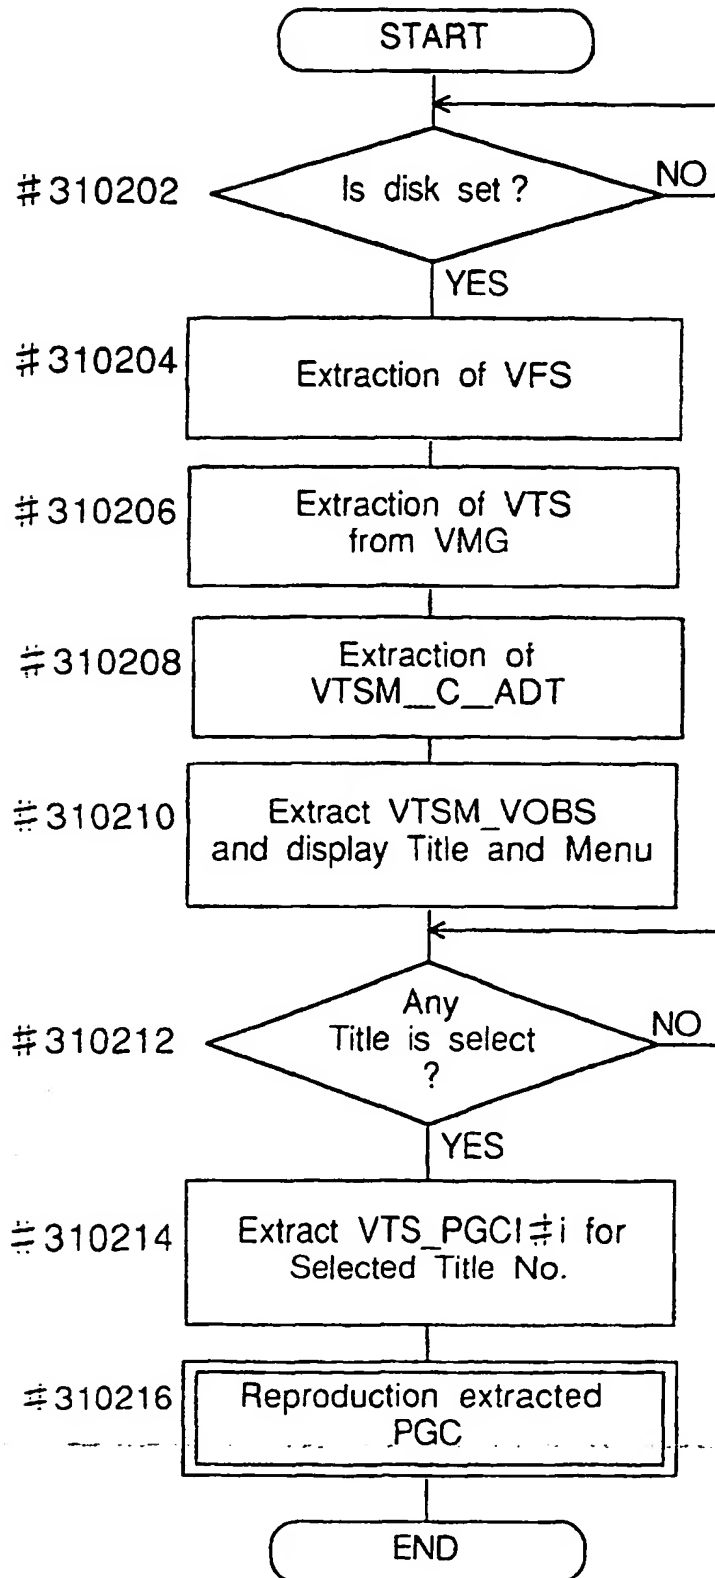 START
#310202
Is disk set ?
NO
YES
#310204
Extraction of VFS
#310206
Extraction of VTS
from VMG
#310208
Extraction of
VTSM__C__ADT
#310210
Extract VTSM_VOBS
and display Title and Menu
#310212
Any
Title is select
?
NO
YES
#310214
Extract VTS_PGCI#i for
Selected Title No.
#310216
Reproduction extracted
PGC
END